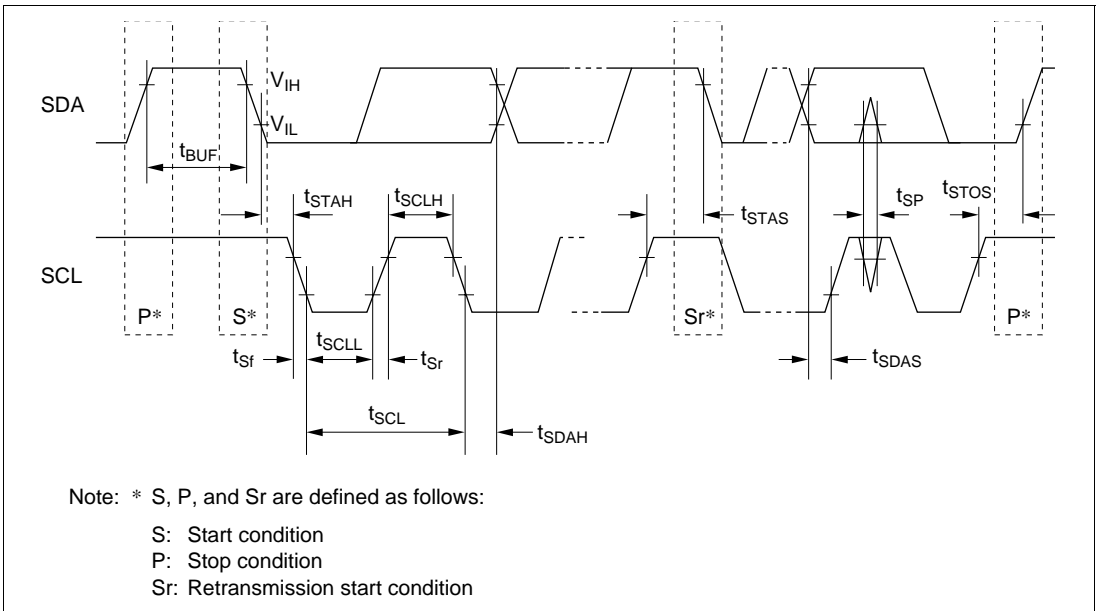 SDA
V_IH
V_IL
t_BUF
t_STAH
t_SCLH
t_STAS
t_SP
t_STOS
SCL
P*
S*
Sr*
P*
t_Sf
t_SCLL
t_Sr
t_SDAS
t_SCL
t_SDAH
Note: * S, P, and Sr are defined as follows:
S: Start condition
P: Stop condition
Sr: Retransmission start condition